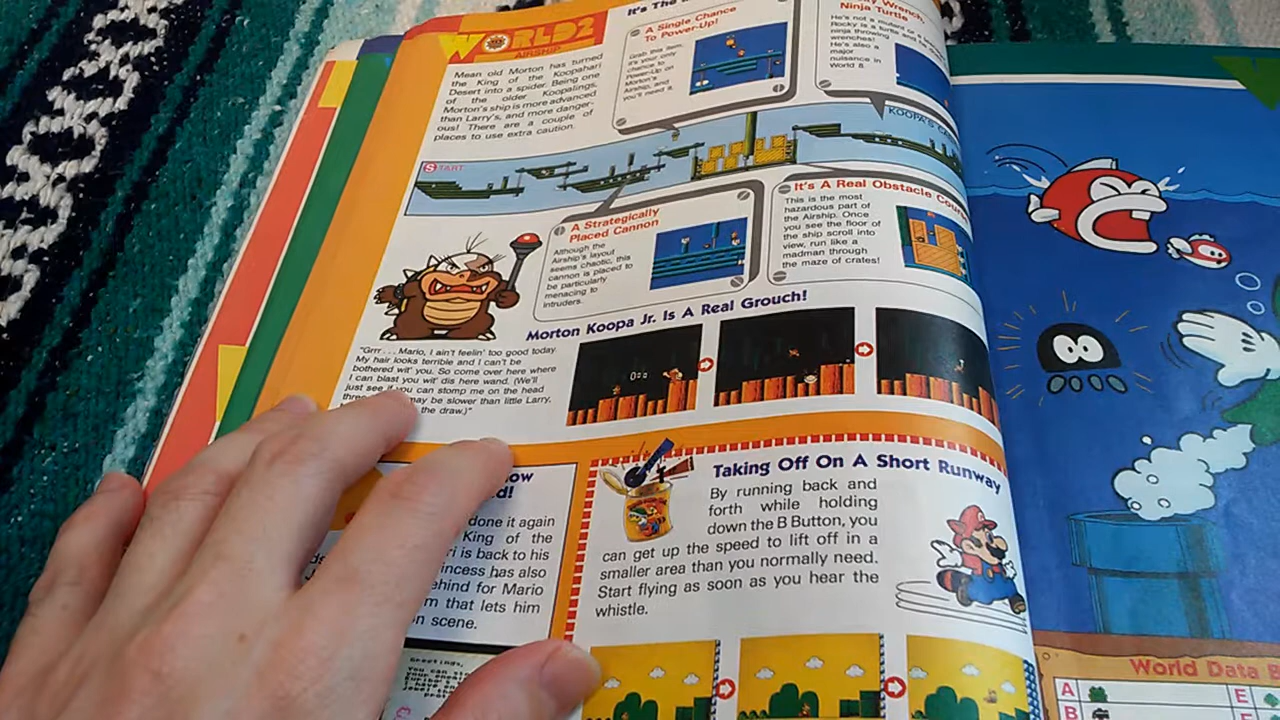 WORLD2
AIRSHIP
Mean old Morton has turned
the King of the Koopahari
Desert into a spider. Being one
of the older Koopalings,
Morton's ship is more advanced
than Larry's, and more danger-
ous! There are a couple of
places to use extra caution.
It's The
A Single Chance
To Power-Up!
Grab this item.
It's your only
chance to
Power-Up on
Morton's
Airship, and
you'll need it.
Wrench,
Ninja Turtle
He's not a mutant or a
Rocky is a turtle and he
ninja throwing
wrenches!
He's also a
major
nuisance in
World 8.
START
KOOPA'S
A Strategically
Placed Cannon
Although the
Airship's layout
seems chaotic, this
cannon is placed to
be particularly
menacing to
intruders.
It's A Real Obstacle
This is the most
hazardous part of
the Airship. Once
you see the floor of
the ship scroll into
view, run like a
madman through
the maze of crates!
Morton Koopa Jr. Is A Real Grouch!
"Grrr . . . Mario, I ain't feelin' too good today.
My hair looks terrible and I can't be
bothered wit' you. So come over here where
I can blast you wit' dis here wand. (We'll
just see if you can stomp me on the head
may be slower than little Larry,
the draw.)"
done it again
King of the
is back to his
has also
behind for Mario
that lets him
scene.
Taking Off On A Short Runway
By running back and
forth while holding
down the B Button, you
can get up the speed to lift off in a
smaller area than you normally need.
Start flying as soon as you hear the
whistle.
Greetings,
World Data B
A
E
B
F